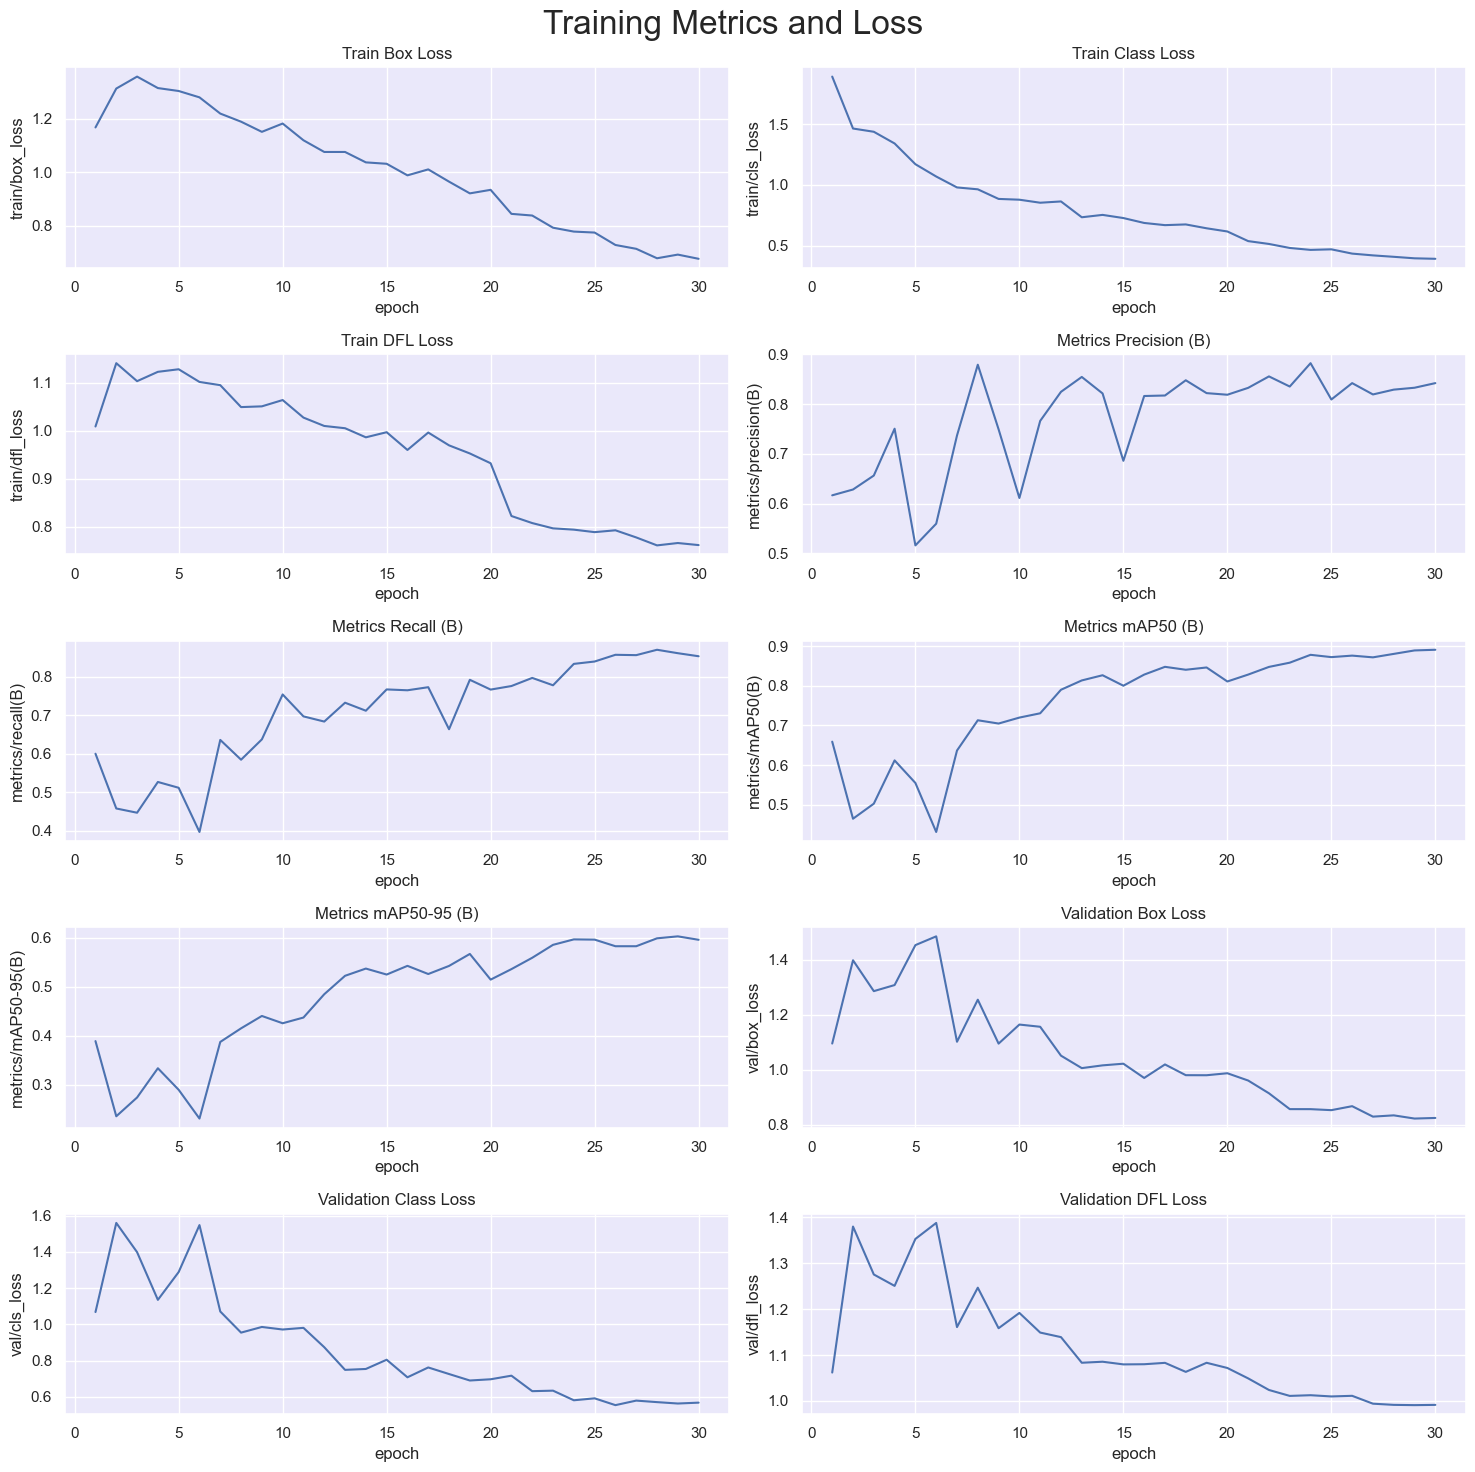 Training Metrics and Loss
Train Box Loss
train/box_loss
1.2
1.0
0.8
0 5 10 15 20 25 30
epoch
Train Class Loss
train/cls_loss
1.5
1.0
0.5
0 5 10 15 20 25 30
epoch
Train DFL Loss
train/dfl_loss
1.1
1.0
0.9
0.8
0 5 10 15 20 25 30
epoch
Metrics Precision (B)
metrics/precision(B)
0.9
0.8
0.7
0.6
0.5
0 5 10 15 20 25 30
epoch
Metrics Recall (B)
metrics/recall(B)
0.8
0.7
0.6
0.5
0.4
0 5 10 15 20 25 30
epoch
Metrics mAP50 (B)
metrics/mAP50(B)
0.9
0.8
0.7
0.6
0.5
0 5 10 15 20 25 30
epoch
Metrics mAP50-95 (B)
metrics/mAP50-95(B)
0.6
0.5
0.4
0.3
0 5 10 15 20 25 30
epoch
Validation Box Loss
val/box_loss
1.4
1.2
1.0
0.8
0 5 10 15 20 25 30
epoch
Validation Class Loss
val/cls_loss
1.6
1.4
1.2
1.0
0.8
0.6
0 5 10 15 20 25 30
epoch
Validation DFL Loss
val/dfl_loss
1.4
1.3
1.2
1.1
1.0
0 5 10 15 20 25 30
epoch